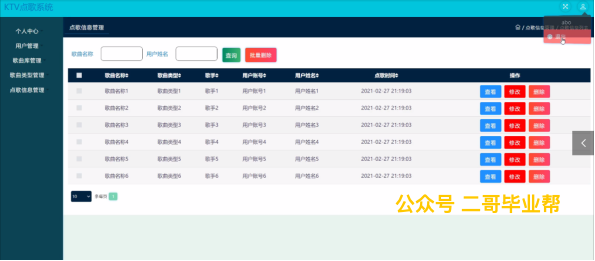 KTV点歌系统
abo
退出
个人中心
用户管理
歌曲库管理
歌曲类型管理
点歌信息管理
点歌信息管理
歌曲名称 用户姓名 查询 批量删除
歌曲名称 歌曲类型 歌手 用户账号 用户姓名 点歌时间 操作
歌曲名称1 歌曲类型1 歌手1 用户账号1 用户姓名1 2021-02-27 21:19:03 查看 修改 删除
歌曲名称2 歌曲类型2 歌手2 用户账号2 用户姓名2 2021-02-27 21:19:03 查看 修改 删除
歌曲名称3 歌曲类型3 歌手3 用户账号3 用户姓名3 2021-02-27 21:19:03 查看 修改 删除
歌曲名称4 歌曲类型4 歌手4 用户账号4 用户姓名4 2021-02-27 21:19:03 查看 修改 删除
歌曲名称5 歌曲类型5 歌手5 用户账号5 用户姓名5 2021-02-27 21:19:03 查看 修改 删除
歌曲名称6 歌曲类型6 歌手6 用户账号6 用户姓名6 2021-02-27 21:19:03 查看 修改 删除
10 多每页 1
公众号 二哥毕业帮